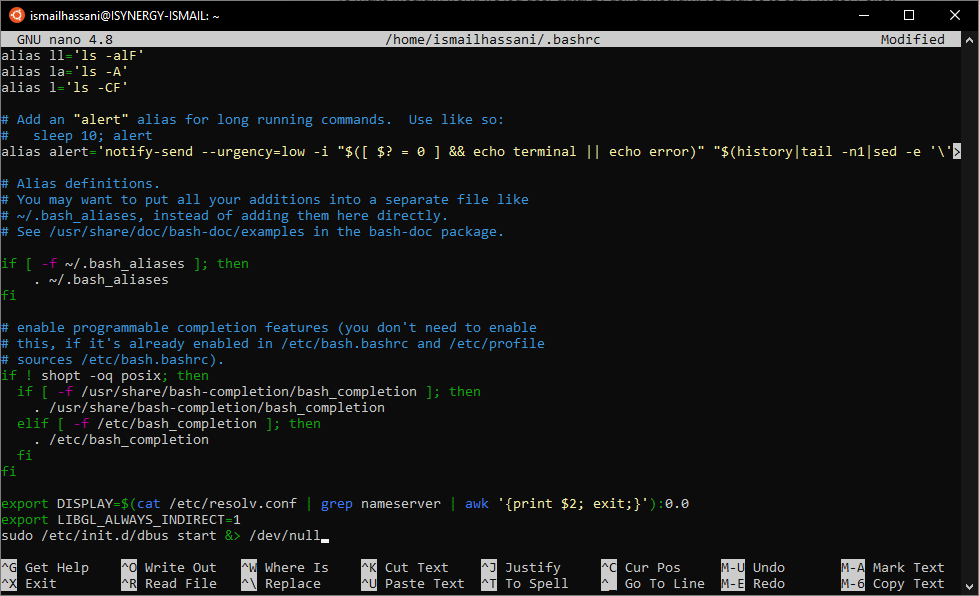 ismailhassani@ISYNERGY-ISMAIL: ~
GNU nano 4.8 /home/ismailhassani/.bashrc Modified
alias ll='ls -alF'
alias la='ls -A'
alias l='ls -CF'
# Add an "alert" alias for long running commands.  Use like so:
#   sleep 10; alert
alias alert='notify-send --urgency=low -i "$([ $? = 0 ] && echo terminal || echo error)" "$(history|tail -n1|sed -e '\'>
# Alias definitions.
# You may want to put all your additions into a separate file like
# ~/.bash_aliases, instead of adding them here directly.
# See /usr/share/doc/bash-doc/examples in the bash-doc package.
if [ -f ~/.bash_aliases ]; then
    . ~/.bash_aliases
fi
# enable programmable completion features (you don't need to enable
# this, if it's already enabled in /etc/bash.bashrc and /etc/profile
# sources /etc/bash.bashrc).
if ! shopt -oq posix; then
  if [ -f /usr/share/bash-completion/bash_completion ]; then
    . /usr/share/bash-completion/bash_completion
  elif [ -f /etc/bash_completion ]; then
    . /etc/bash_completion
  fi
fi
export DISPLAY=$(cat /etc/resolv.conf | grep nameserver | awk '{print $2; exit;}'):0.0
export LIBGL_ALWAYS_INDIRECT=1
sudo /etc/init.d/dbus start &> /dev/null
^G Get Help ^O Write Out ^W Where Is ^K Cut Text ^J Justify ^C Cur Pos M-U Undo M-A Mark Text
^X Exit ^R Read File ^\ Replace ^U Paste Text ^T To Spell ^_ Go To Line M-E Redo M-6 Copy Text